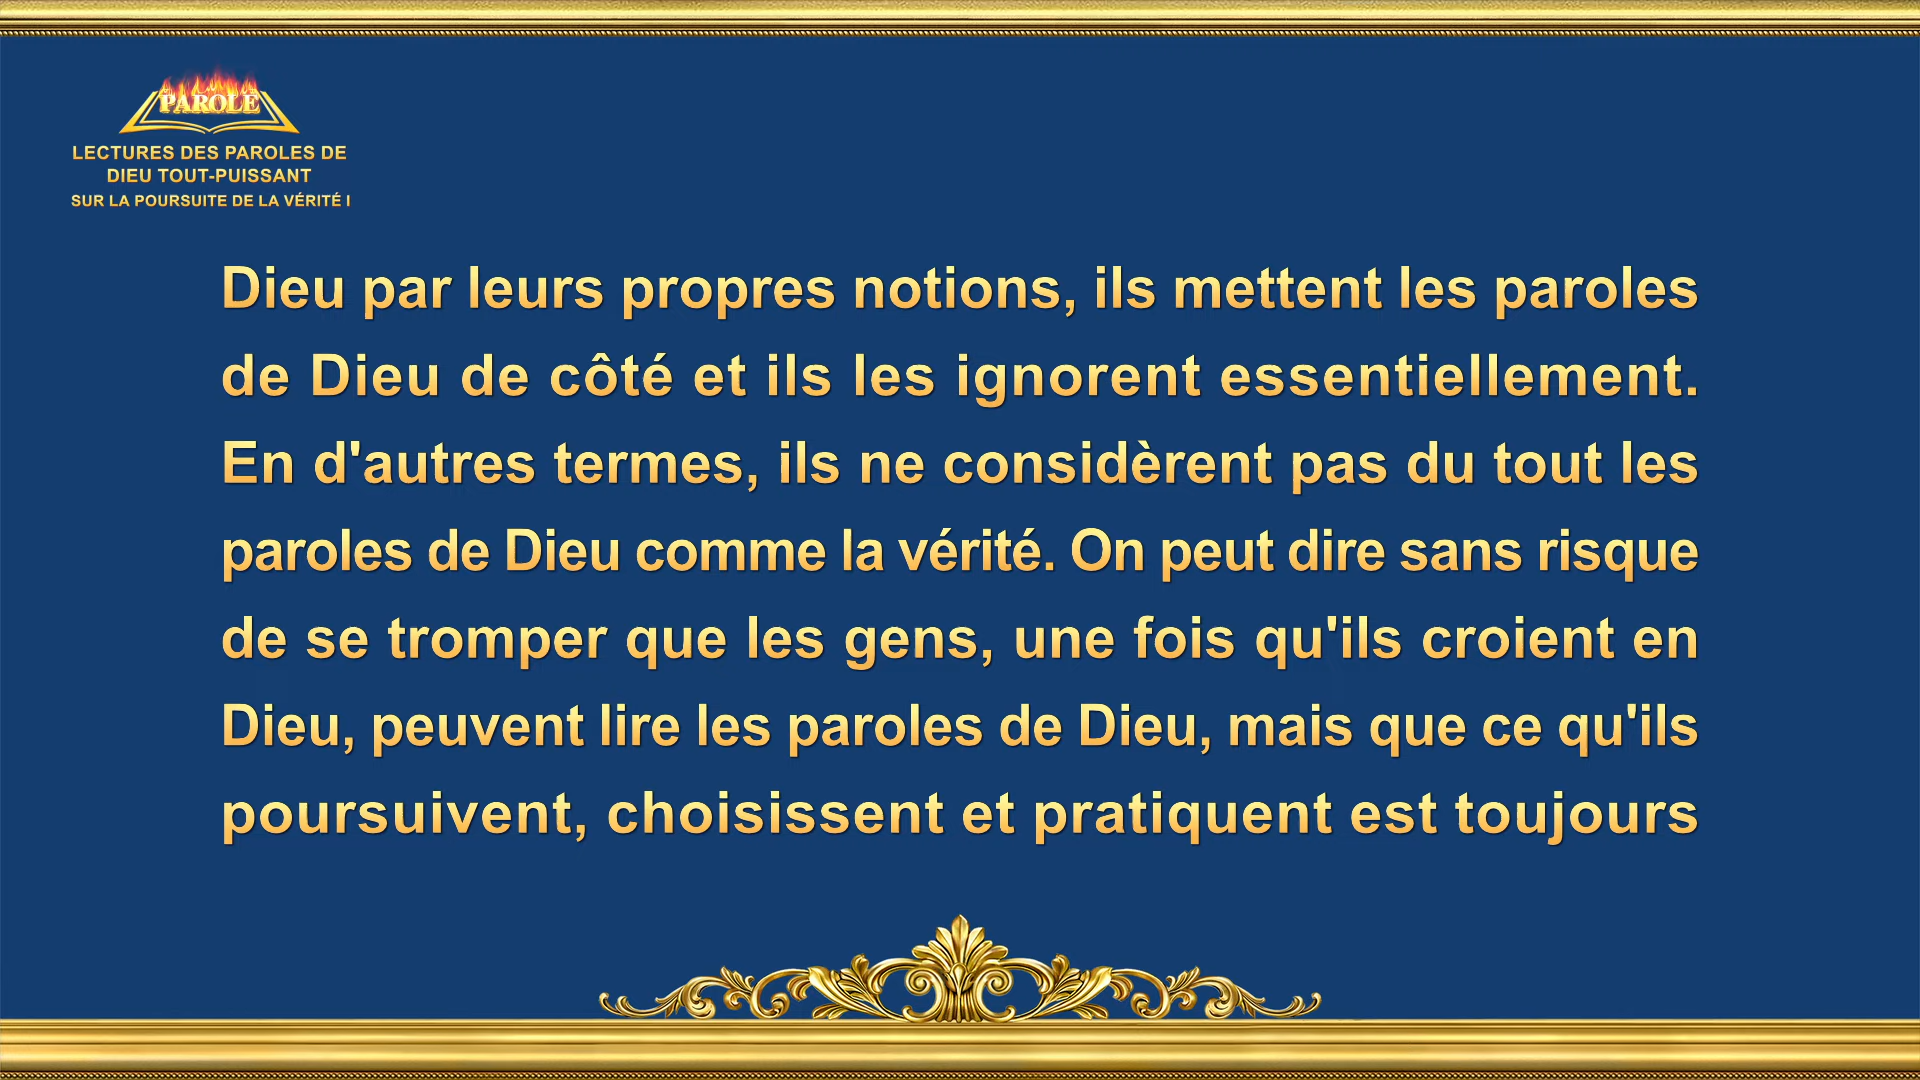 PAROLE
LECTURES DES PAROLES DE
DIEU TOUT-PUISSANT
SUR LA POURSUITE DE LA VÉRITÉ I
Dieu par leurs propres notions, ils mettent les paroles
de Dieu de côté et ils les ignorent essentiellement.
En d'autres termes, ils ne considèrent pas du tout les
paroles de Dieu comme la vérité. On peut dire sans risque
de se tromper que les gens, une fois qu'ils croient en
Dieu, peuvent lire les paroles de Dieu, mais que ce qu'ils
poursuivent, choisissent et pratiquent est toujours